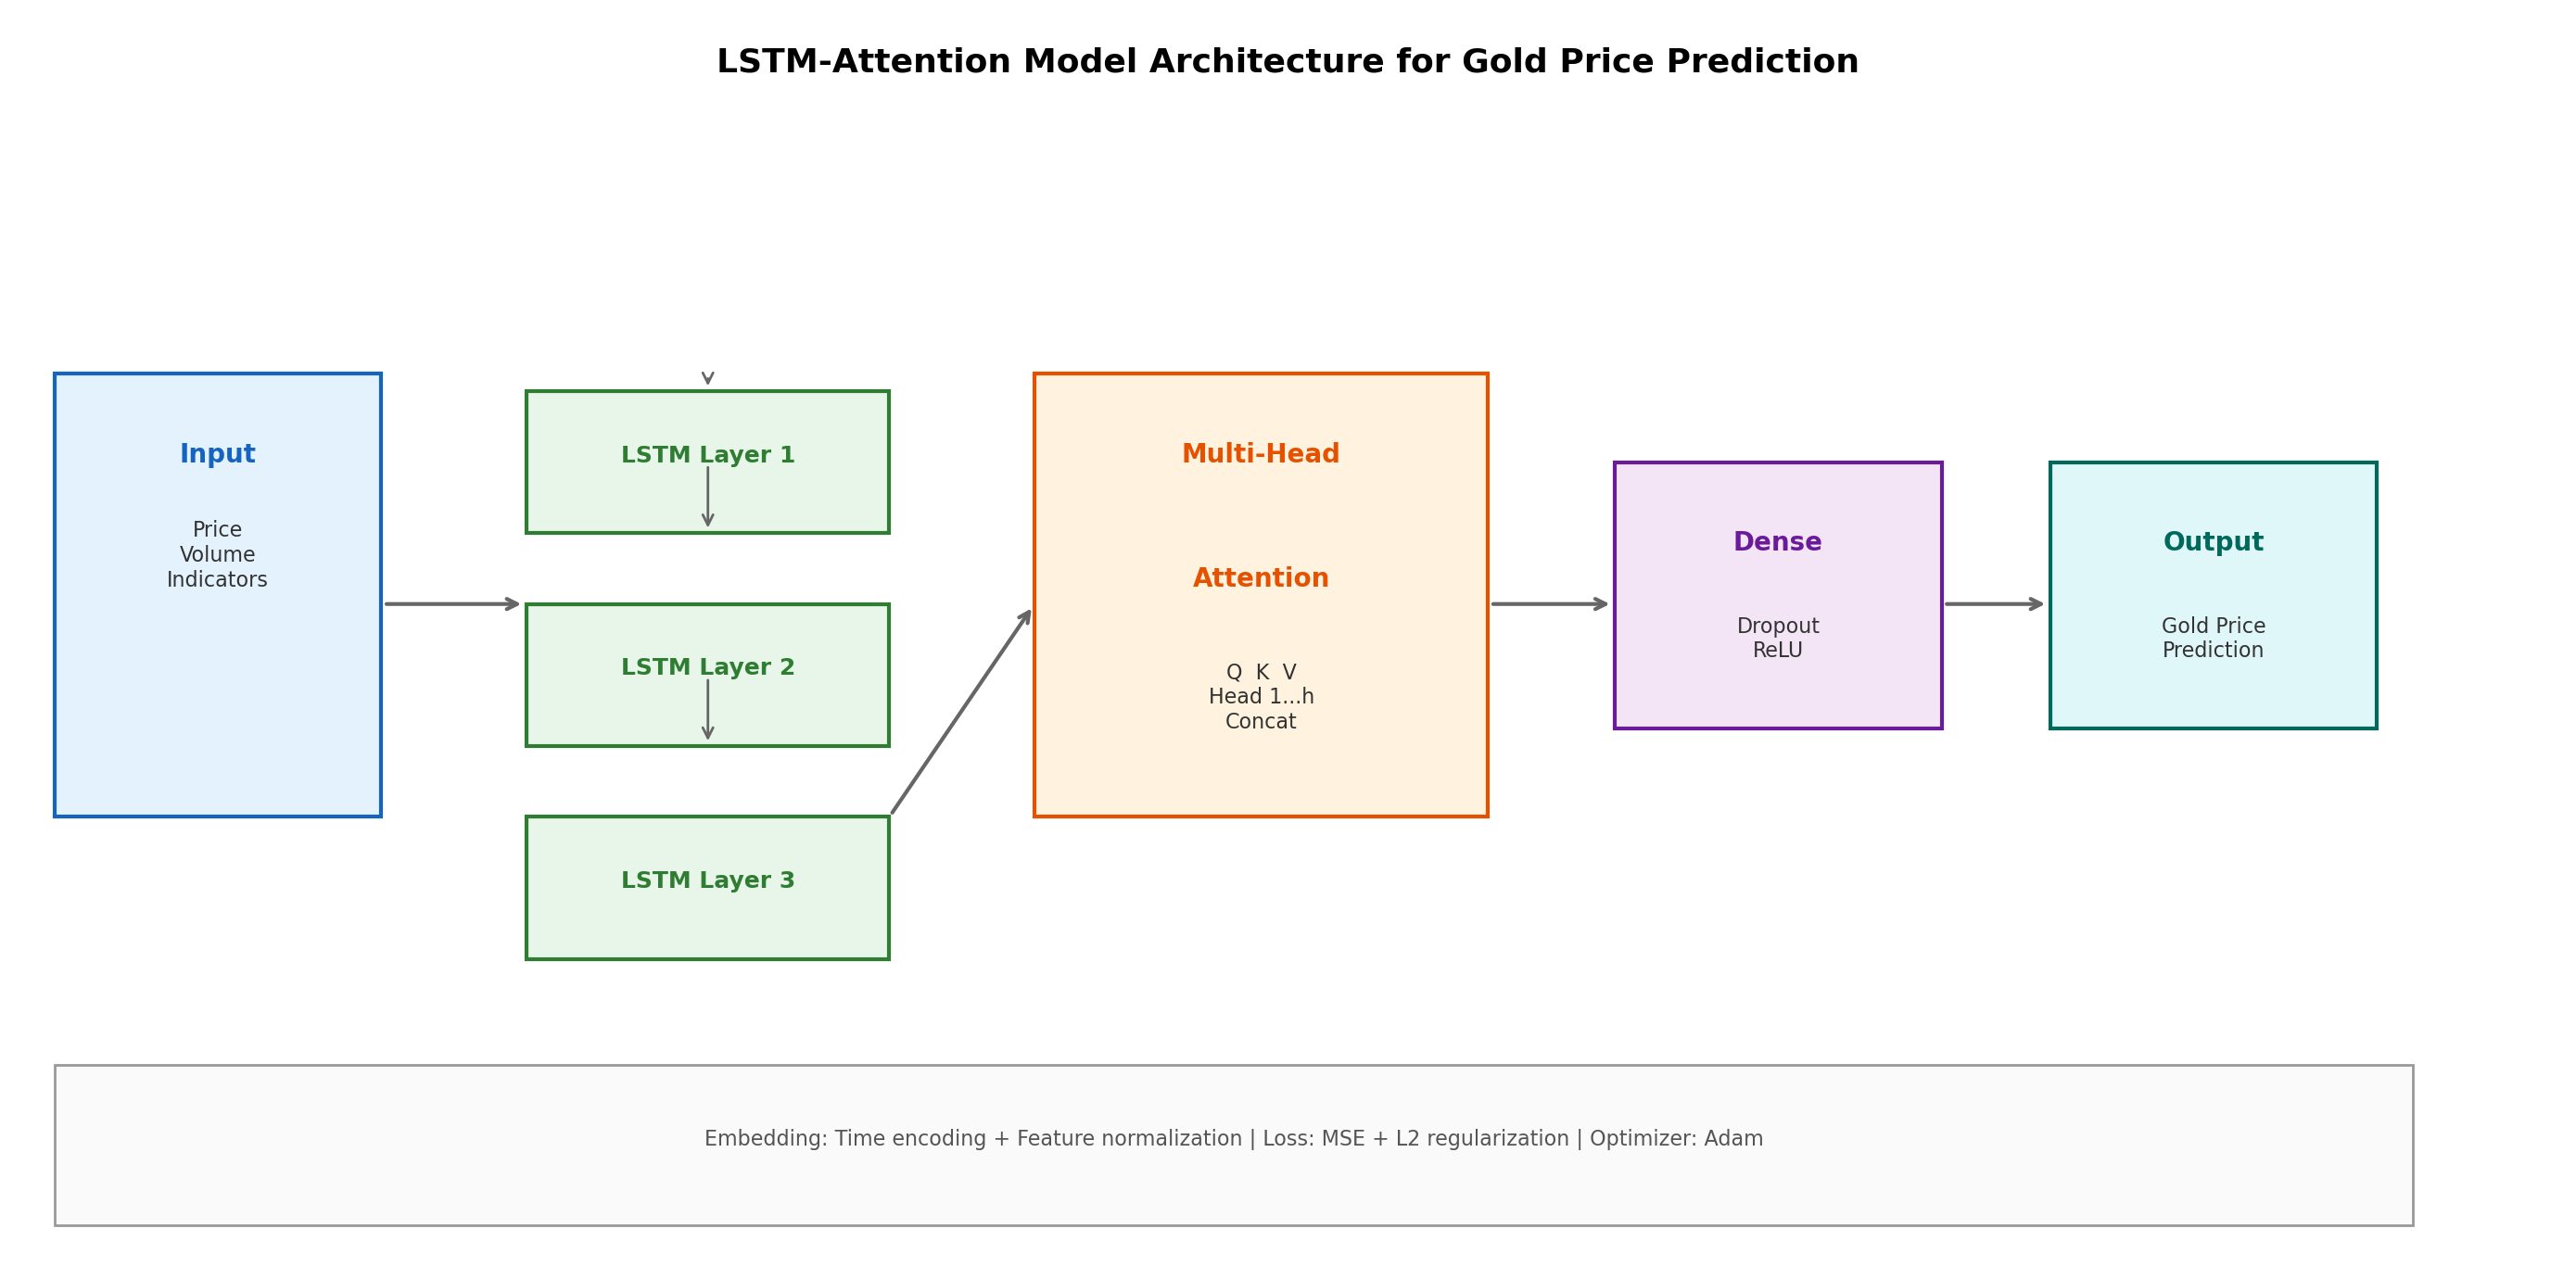 LSTM-Attention Model Architecture for Gold Price Prediction
Input
Price
Volume
Indicators
LSTM Layer 1
LSTM Layer 2
LSTM Layer 3
Multi-Head
Attention
Q K V
Head 1...h
Concat
Dense
Dropout
ReLU
Output
Gold Price
Prediction
Embedding: Time encoding + Feature normalization | Loss: MSE + L2 regularization | Optimizer: Adam